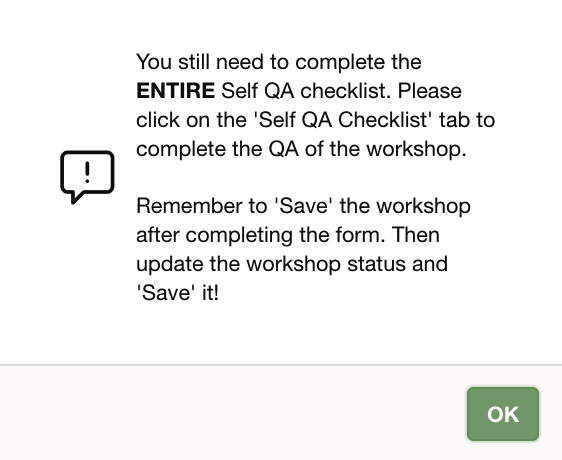 You still need to complete the
ENTIRE Self QA checklist. Please
click on the 'Self QA Checklist' tab to
complete the QA of the workshop.
Remember to 'Save' the workshop
after completing the form. Then
update the workshop status and
'Save' it!
OK